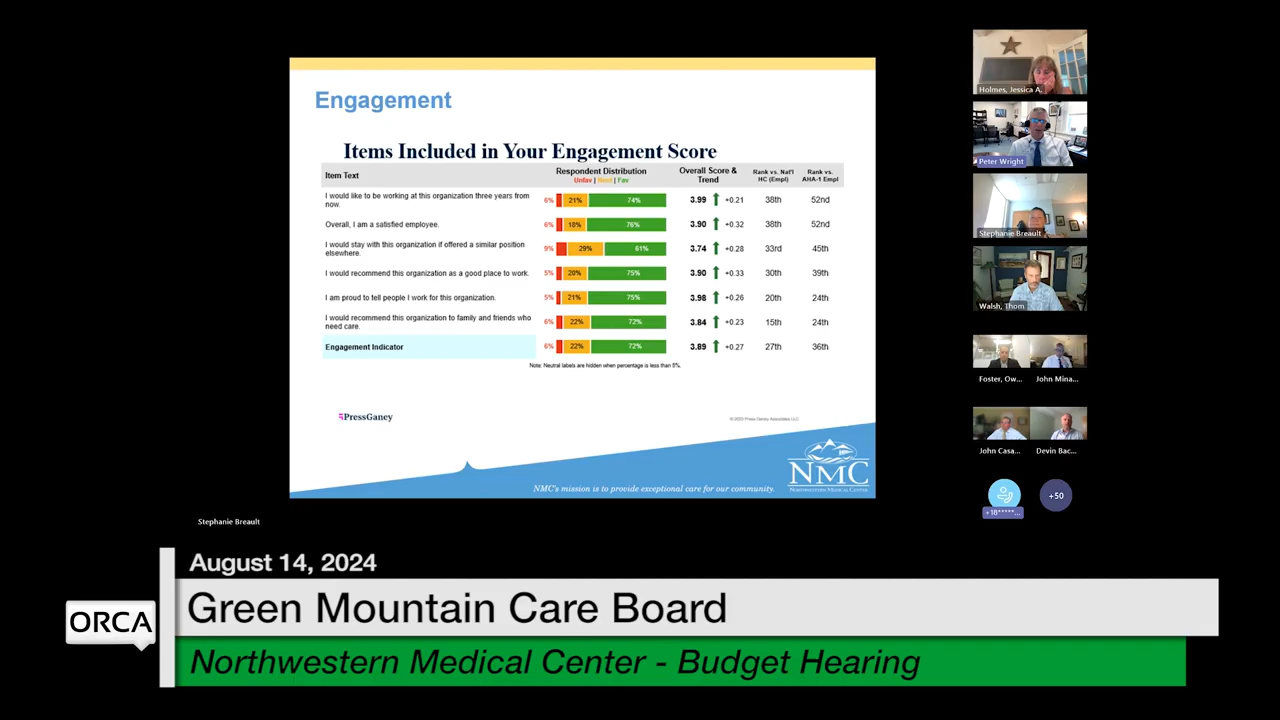 Engagement
Items Included in Your Engagement Score
Item Text
Respondent Distribution
Unfav | Neut | Fav
Overall Score & Trend
Rank vs. Nat'l HC (Empl)
Rank vs. AHA-1 Empl
I would like to be working at this organization three years from now.
6% 21% 74% 3.99 +0.21 38th 52nd
Overall, I am a satisfied employee.
6% 18% 76% 3.90 +0.32 38th 52nd
I would stay with this organization if offered a similar position elsewhere.
9% 29% 61% 3.74 +0.28 33rd 45th
I would recommend this organization as a good place to work.
5% 20% 75% 3.90 +0.33 30th 39th
I am proud to tell people I work for this organization.
5% 21% 75% 3.98 +0.26 20th 24th
I would recommend this organization to family and friends who need care.
6% 22% 72% 3.84 +0.23 15th 24th
Engagement Indicator
6% 22% 72% 3.89 +0.27 27th 36th
Note: Neutral labels are hidden when percentage is less than 5%.
PressGaney
© 2023 Press Ganey Associates LLC
NMC
NORTHWESTERN MEDICAL CENTER
NMC's mission is to provide exceptional care for our community.
Holmes, Jessica A.
Peter Wright
Stephanie Breault
Walsh, Thom
Foster, Ow...
John Mina...
John Casa...
Devin Bac...
+50
Stephanie Breault
August 14, 2024
ORCA
Green Mountain Care Board
Northwestern Medical Center - Budget Hearing